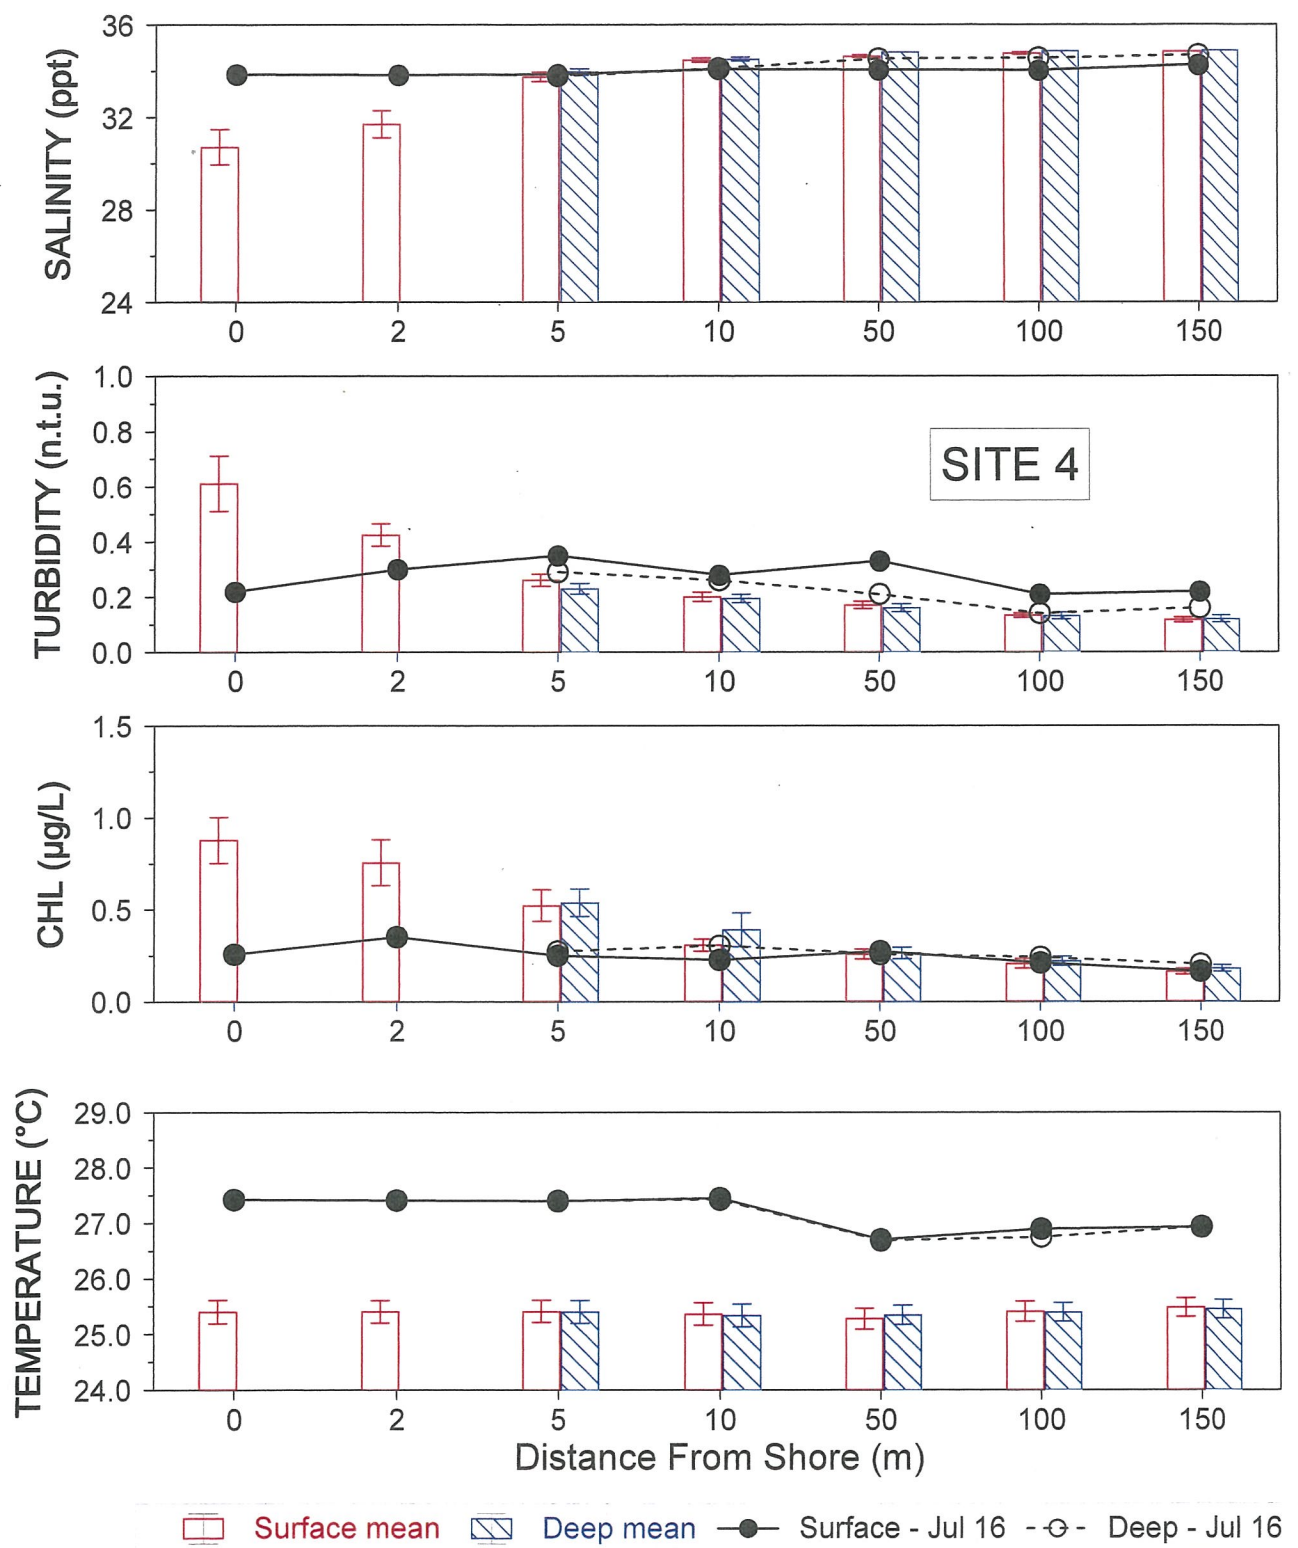 SALINITY (ppt)
36
32
28
24
0 2 5 10 50 100 150
TURBIDITY (n.t.u.)
1.0
0.8
0.6
0.4
0.2
0.0
SITE 4
0 2 5 10 50 100 150
CHL (µg/L)
1.5
1.0
0.5
0.0
0 2 5 10 50 100 150
TEMPERATURE (°C)
29.0
28.0
27.0
26.0
25.0
24.0
0 2 5 10 50 100 150
Distance From Shore (m)
Surface mean Deep mean Surface - Jul 16 Deep - Jul 16